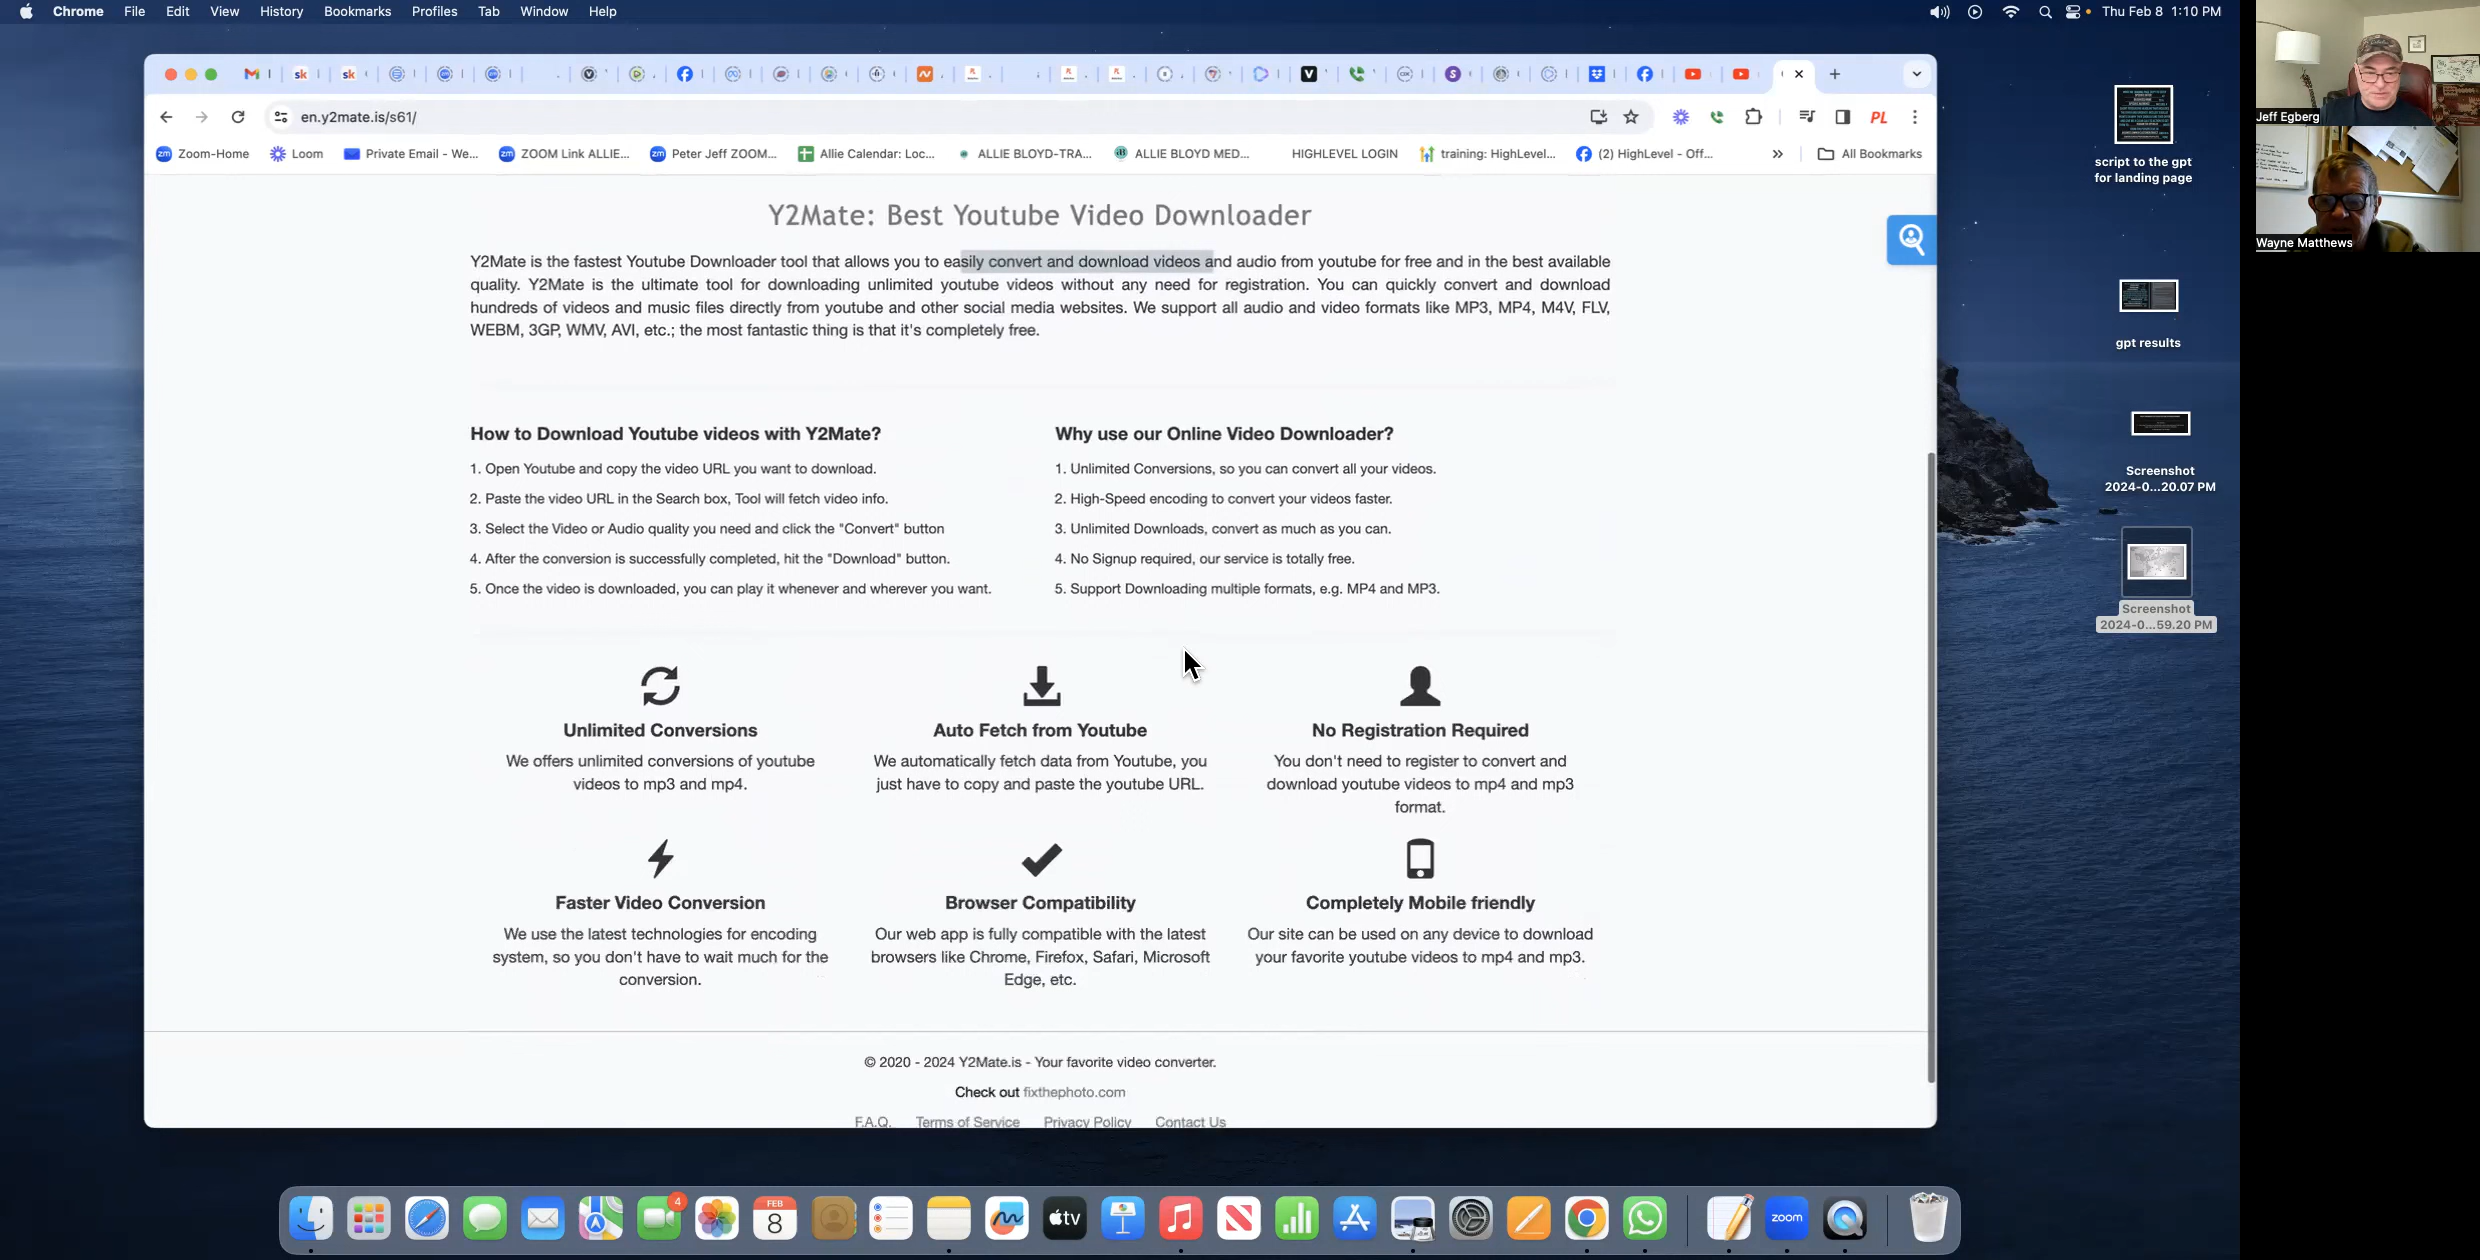 Chrome File Edit View History Bookmarks Profiles Tab Window Help
Thu Feb 8 1:10 PM
en.y2mate.is/s61/
PL
Zoom-Home Loom Private Email - We... ZOOM Link ALLIE... Peter Jeff ZOOM... Allie Calendar: Loc... ALLIE BLOYD-TRA... ALLIE BLOYD MED... HIGHLEVEL LOGIN training: HighLevel... (2) HighLevel - Off... » All Bookmarks
Y2Mate: Best Youtube Video Downloader
Y2Mate is the fastest Youtube Downloader tool that allows you to easily convert and download videos and audio from youtube for free and in the best available
quality. Y2Mate is the ultimate tool for downloading unlimited youtube videos without any need for registration. You can quickly convert and download
hundreds of videos and music files directly from youtube and other social media websites. We support all audio and video formats like MP3, MP4, M4V, FLV,
WEBM, 3GP, WMV, AVI, etc.; the most fantastic thing is that it's completely free.
How to Download Youtube videos with Y2Mate?
1. Open Youtube and copy the video URL you want to download.
2. Paste the video URL in the Search box, Tool will fetch video info.
3. Select the Video or Audio quality you need and click the "Convert" button
4. After the conversion is successfully completed, hit the "Download" button.
5. Once the video is downloaded, you can play it whenever and wherever you want.
Why use our Online Video Downloader?
1. Unlimited Conversions, so you can convert all your videos.
2. High-Speed encoding to convert your videos faster.
3. Unlimited Downloads, convert as much as you can.
4. No Signup required, our service is totally free.
5. Support Downloading multiple formats, e.g. MP4 and MP3.
Unlimited Conversions
We offers unlimited conversions of youtube
videos to mp3 and mp4.
Auto Fetch from Youtube
We automatically fetch data from Youtube, you
just have to copy and paste the youtube URL.
No Registration Required
You don't need to register to convert and
download youtube videos to mp4 and mp3
format.
Faster Video Conversion
We use the latest technologies for encoding
system, so you don't have to wait much for the
conversion.
Browser Compatibility
Our web app is fully compatible with the latest
browsers like Chrome, Firefox, Safari, Microsoft
Edge, etc.
Completely Mobile friendly
Our site can be used on any device to download
your favorite youtube videos to mp4 and mp3.
© 2020 - 2024 Y2Mate.is - Your favorite video converter.
Check out fixthephoto.com
F.A.Q. Terms of Service Privacy Policy Contact Us
script to the gpt
for landing page
gpt results
Screenshot
2024-0...20.07 PM
Screenshot
2024-0...59.20 PM
Jeff Egberg
Wayne Matthews
4
FEB
8
tv
zoom